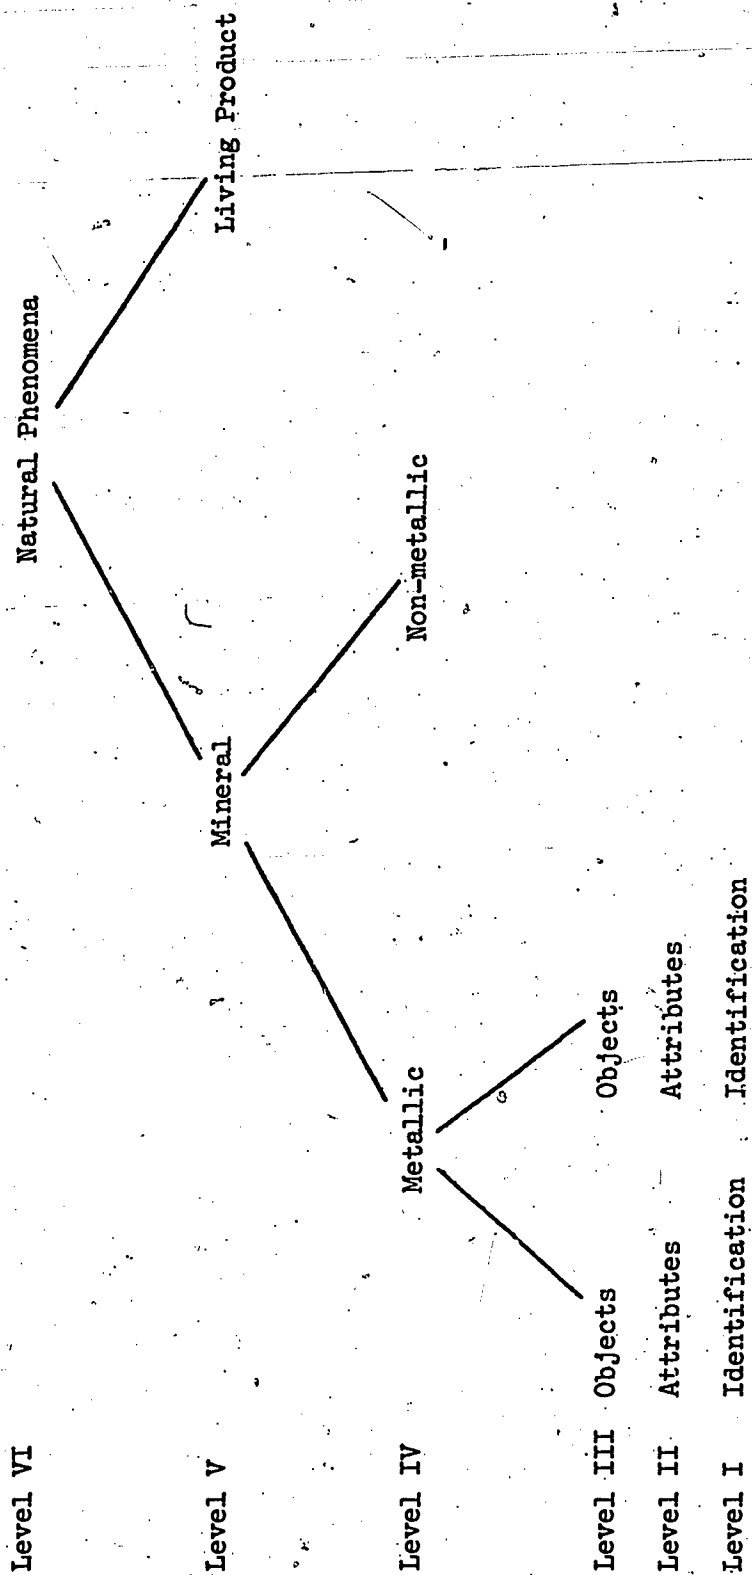 Level VI Natural Phenomena
Level V Mineral Living Product
Level IV Metallic Non-metallic
Level III Objects Objects
Level II Attributes Attributes
Level I Identification Identification